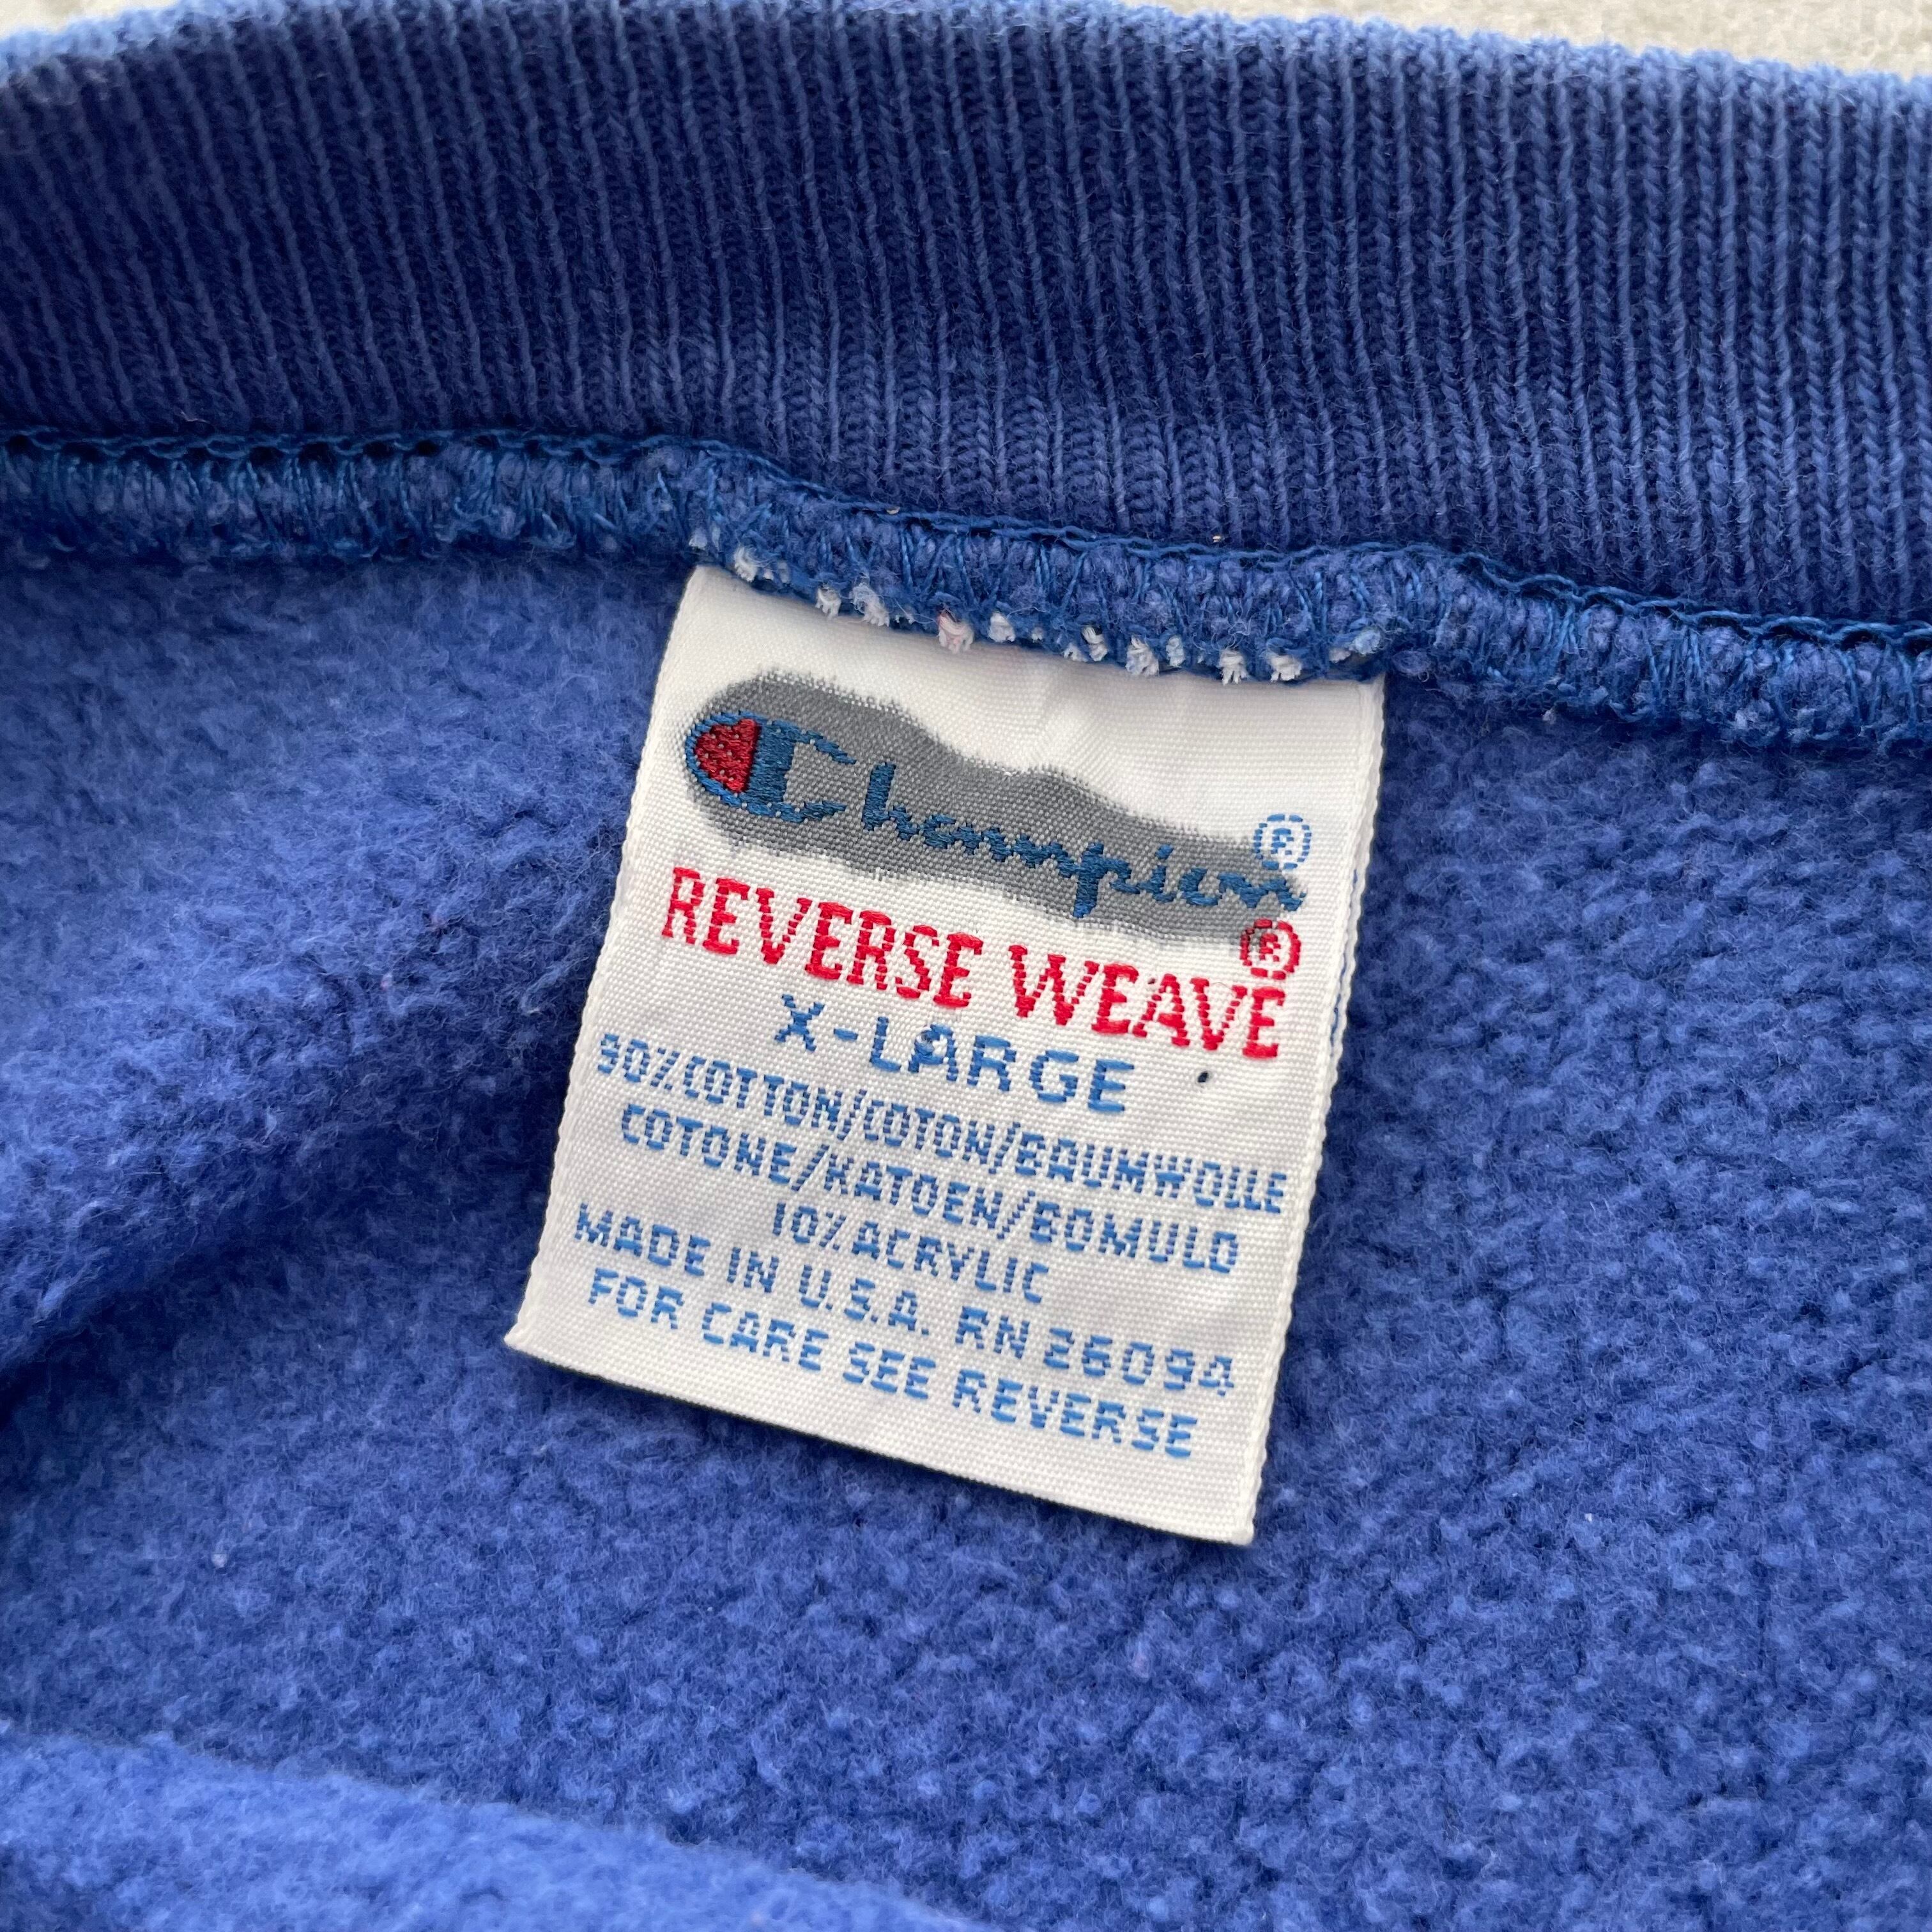 Champion®
REVERSE WEAVE®
X-LARGE
90% COTTON/COTON/BAUMWOLLE
COTONE/KATOEN/BOMULD
10% ACRYLIC
MADE IN U.S.A. RN 26094
FOR CARE SEE REVERSE